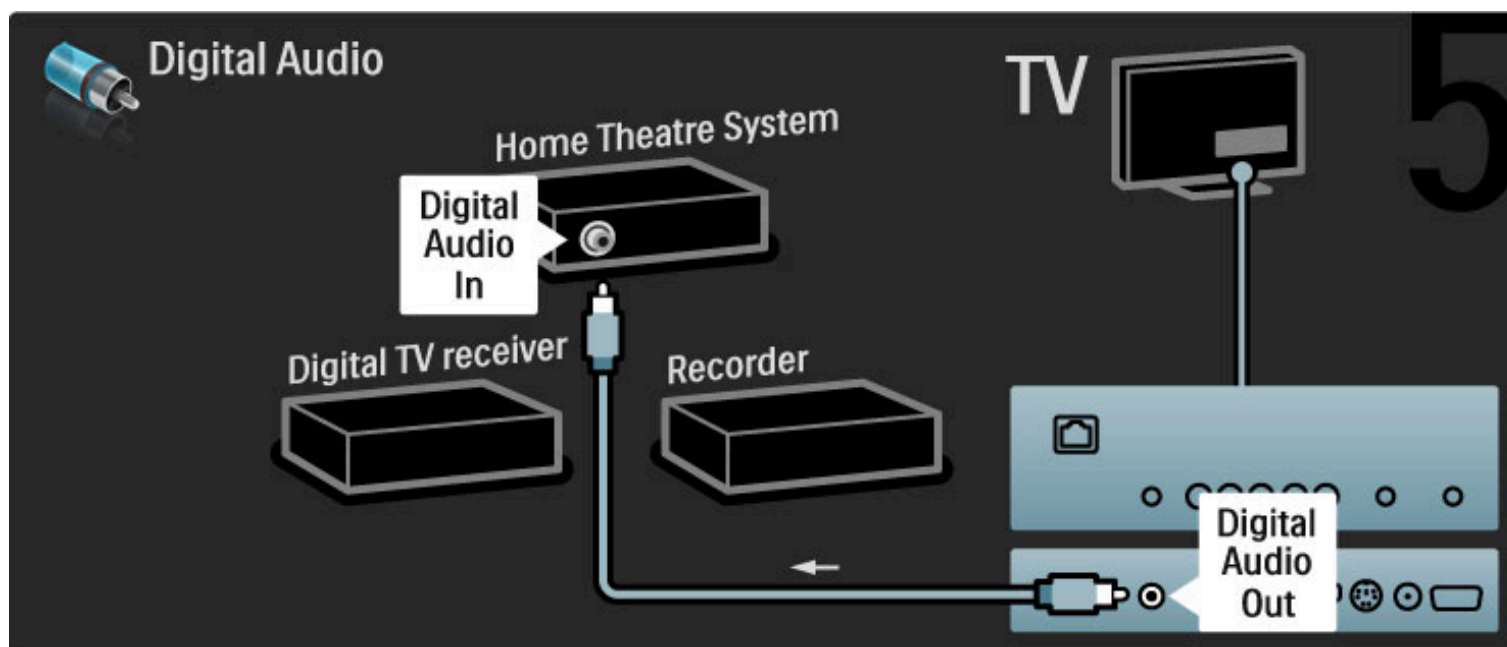 Digital Audio
TV
5
Home Theatre System
Digital
Audio
In
Digital TV receiver
Recorder
Digital
Audio
Out